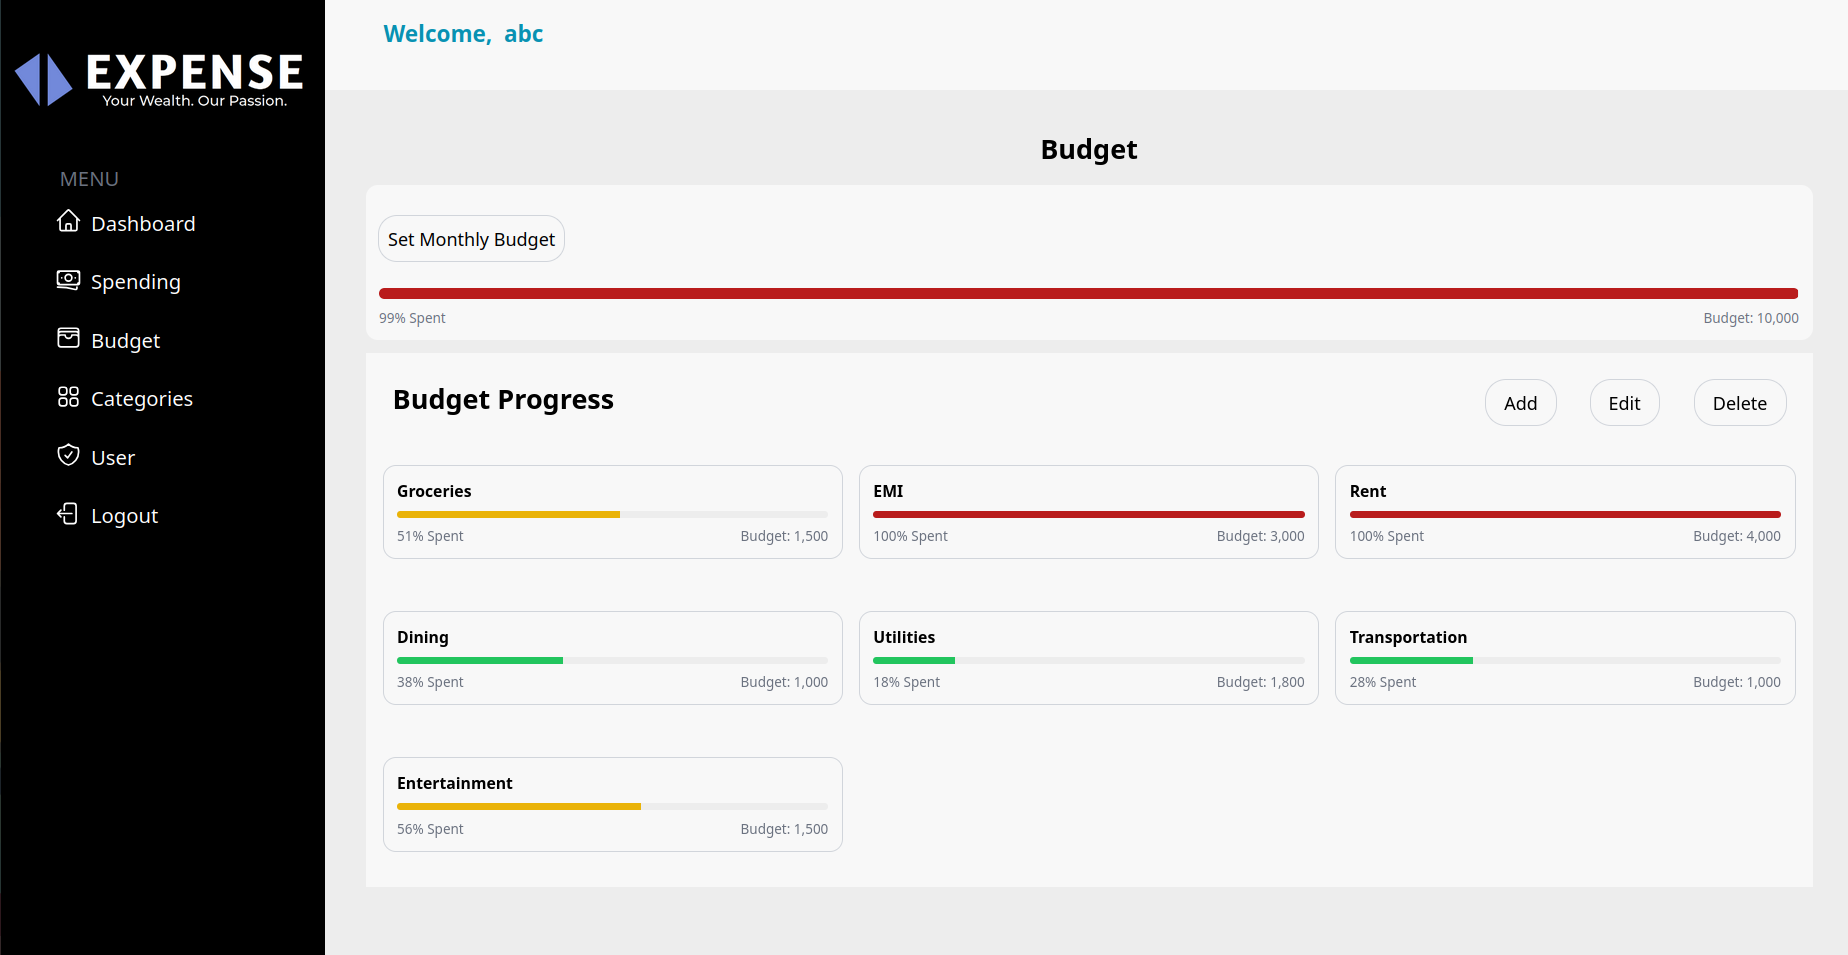 EXPENSE
Your Wealth. Our Passion.
MENU
Dashboard
Spending
Budget
Categories
User
Logout
Welcome, abc
Budget
Set Monthly Budget
99% Spent Budget: 10,000
Budget Progress Add Edit Delete
Groceries
51% Spent Budget: 1,500
EMI
100% Spent Budget: 3,000
Rent
100% Spent Budget: 4,000
Dining
38% Spent Budget: 1,000
Utilities
18% Spent Budget: 1,800
Transportation
28% Spent Budget: 1,000
Entertainment
56% Spent Budget: 1,500